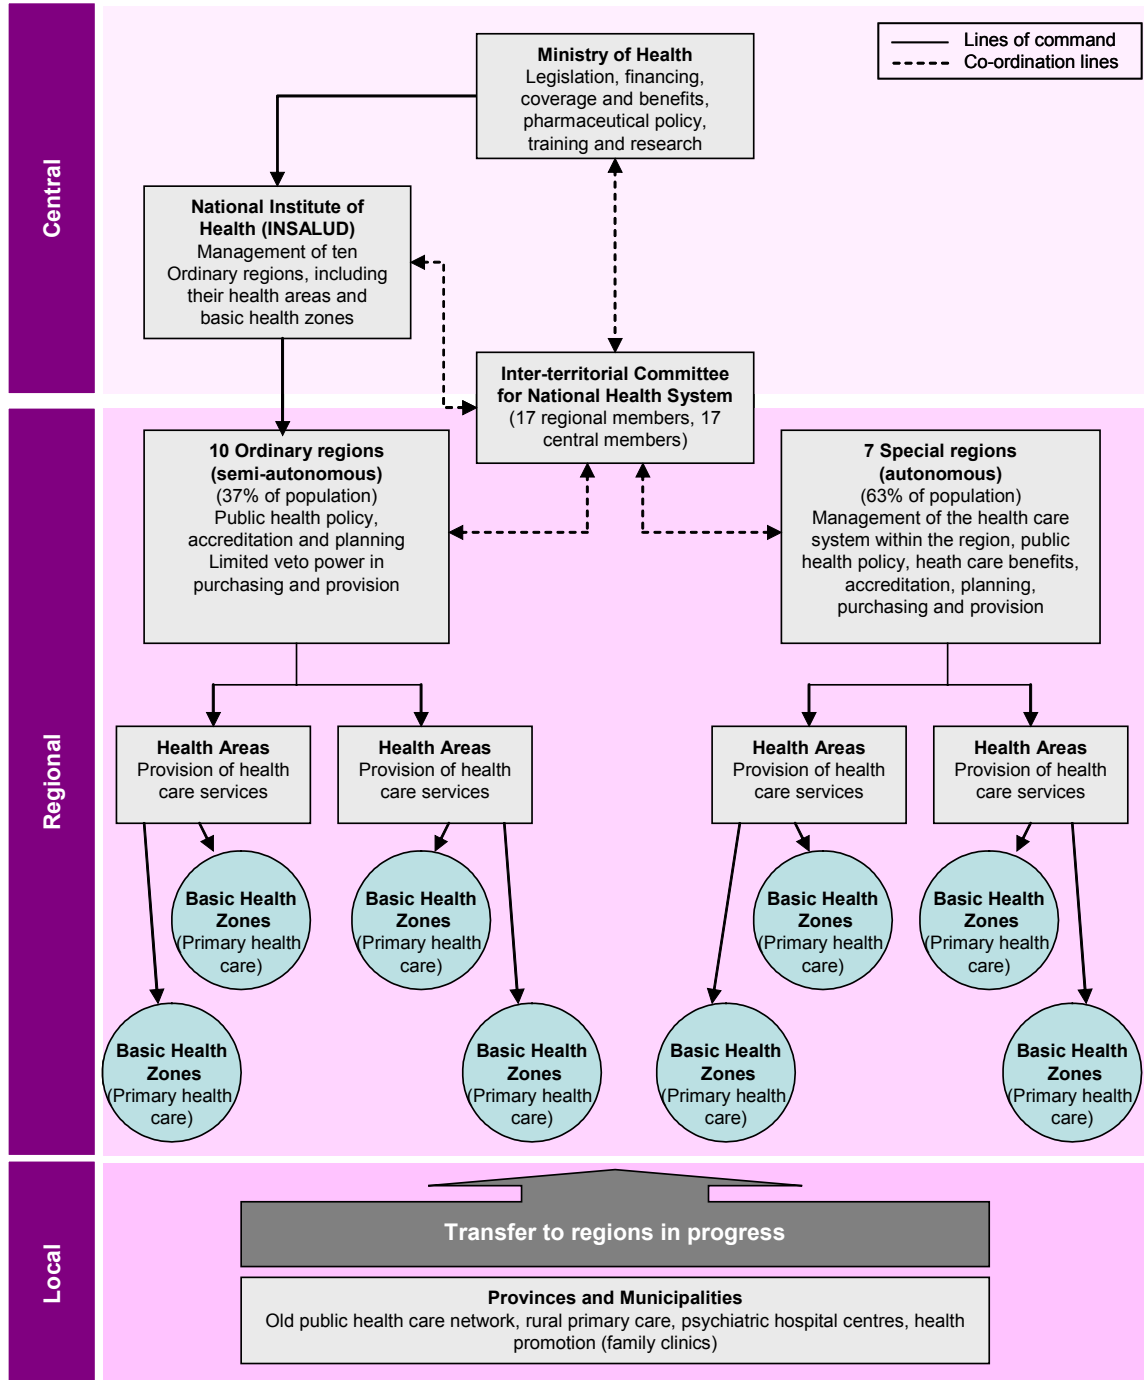 Central
Lines of command
Co-ordination lines
Ministry of Health
Legislation, financing,
coverage and benefits,
pharmaceutical policy,
training and research
National Institute of
Health (INSALUD)
Management of ten
Ordinary regions, including
their health areas and
basic health zones
Inter-territorial Committee
for National Health System
(17 regional members, 17
central members)
Regional
10 Ordinary regions
(semi-autonomous)
(37% of population)
Public health policy,
accreditation and planning
Limited veto power in
purchasing and provision
7 Special regions
(autonomous)
(63% of population)
Management of the health care
system within the region, public
health policy, heath care benefits,
accreditation, planning,
purchasing and provision
Health Areas
Provision of health
care services
Health Areas
Provision of health
care services
Health Areas
Provision of health
care services
Health Areas
Provision of health
care services
Basic Health
Zones
(Primary health
care)
Basic Health
Zones
(Primary health
care)
Basic Health
Zones
(Primary health
care)
Basic Health
Zones
(Primary health
care)
Basic Health
Zones
(Primary health
care)
Basic Health
Zones
(Primary health
care)
Basic Health
Zones
(Primary health
care)
Basic Health
Zones
(Primary health
care)
Local
Transfer to regions in progress
Provinces and Municipalities
Old public health care network, rural primary care, psychiatric hospital centres, health
promotion (family clinics)